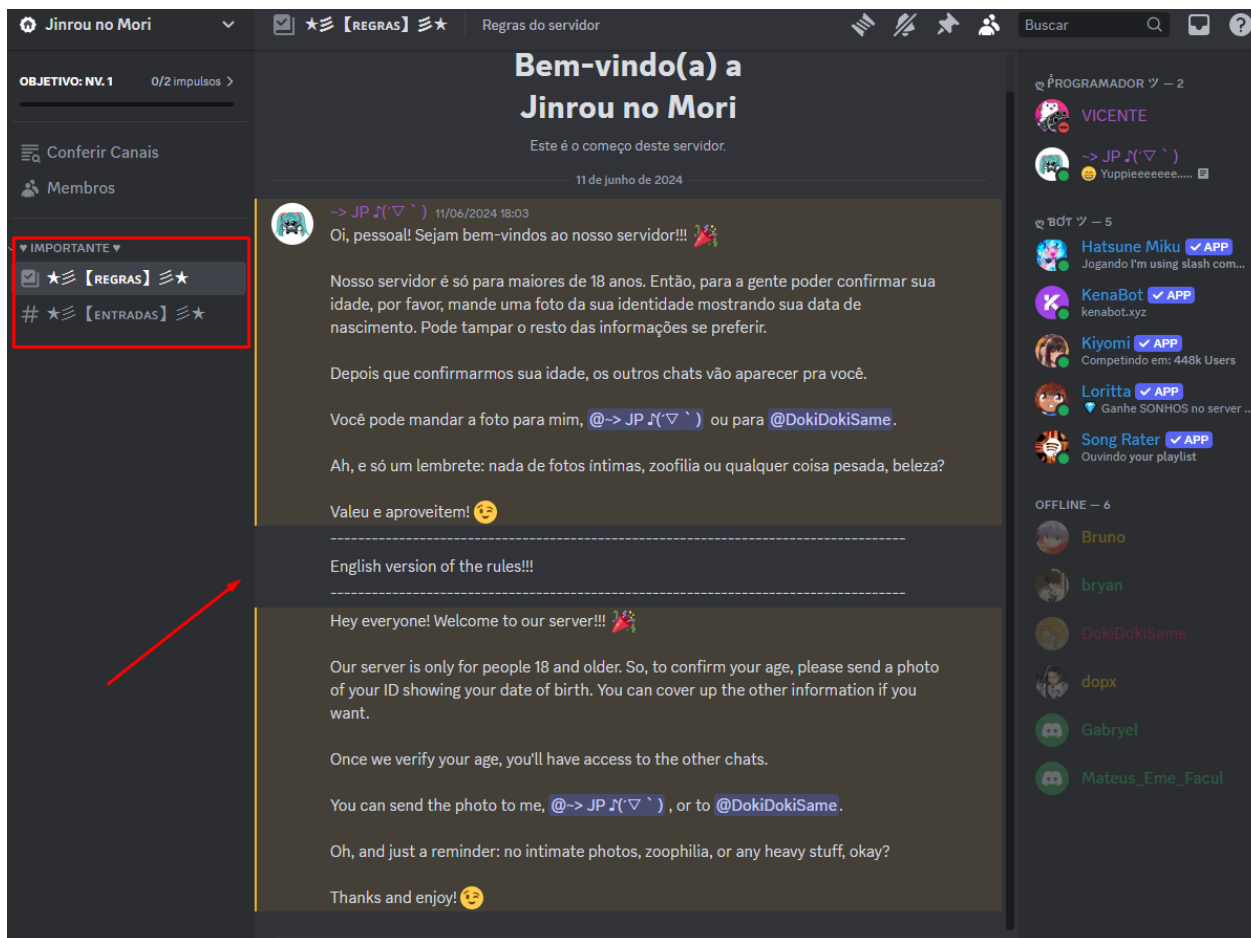 Jinrou no Mori
★彡【REGRAS】彡★
Regras do servidor
Buscar
OBJETIVO: NV. 1
0/2 impulsos
Conferir Canais
Membros
♥ IMPORTANTE ♥
★彡【REGRAS】彡★
★彡【ENTRADAS】彡★
Bem-vindo(a) a
Jinrou no Mori
Este é o começo deste servidor.
11 de junho de 2024
~> JP ♪(´▽｀) 11/06/2024 18:03
Oi, pessoal! Sejam bem-vindos ao nosso servidor!!! 🎉
Nosso servidor é só para maiores de 18 anos. Então, para a gente poder confirmar sua
idade, por favor, mande uma foto da sua identidade mostrando sua data de
nascimento. Pode tampar o resto das informações se preferir.
Depois que confirmarmos sua idade, os outros chats vão aparecer pra você.
Você pode mandar a foto para mim, @~> JP ♪(´▽｀) ou para @DokiDokiSame.
Ah, e só um lembrete: nada de fotos íntimas, zoofilia ou qualquer coisa pesada, beleza?
Valeu e aproveitem! 😉
------------------------------------------------------------------------------------
English version of the rules!!!
------------------------------------------------------------------------------------
Hey everyone! Welcome to our server!!! 🎉
Our server is only for people 18 and older. So, to confirm your age, please send a photo
of your ID showing your date of birth. You can cover up the other information if you
want.
Once we verify your age, you'll have access to the other chats.
You can send the photo to me, @~> JP ♪(´▽｀) , or to @DokiDokiSame.
Oh, and just a reminder: no intimate photos, zoophilia, or any heavy stuff, okay?
Thanks and enjoy! 😉
ღ PROGRAMADOR ツ — 2
VICENTE
~> JP ♪(´▽｀)
😄 Yuppieeeeeee.....
ღ BOT ツ — 5
Hatsune Miku ✓ APP
Jogando I'm using slash com...
KenaBot ✓ APP
kenabot.xyz
Kiyomi ✓ APP
Competindo em: 448k Users
Loritta ✓ APP
💎 Ganhe SONHOS no server ...
Song Rater ✓ APP
Ouvindo your playlist
OFFLINE — 6
Bruno
bryan
DokiDokiSame
dopx
Gabryel
Mateus_Eme_Facul